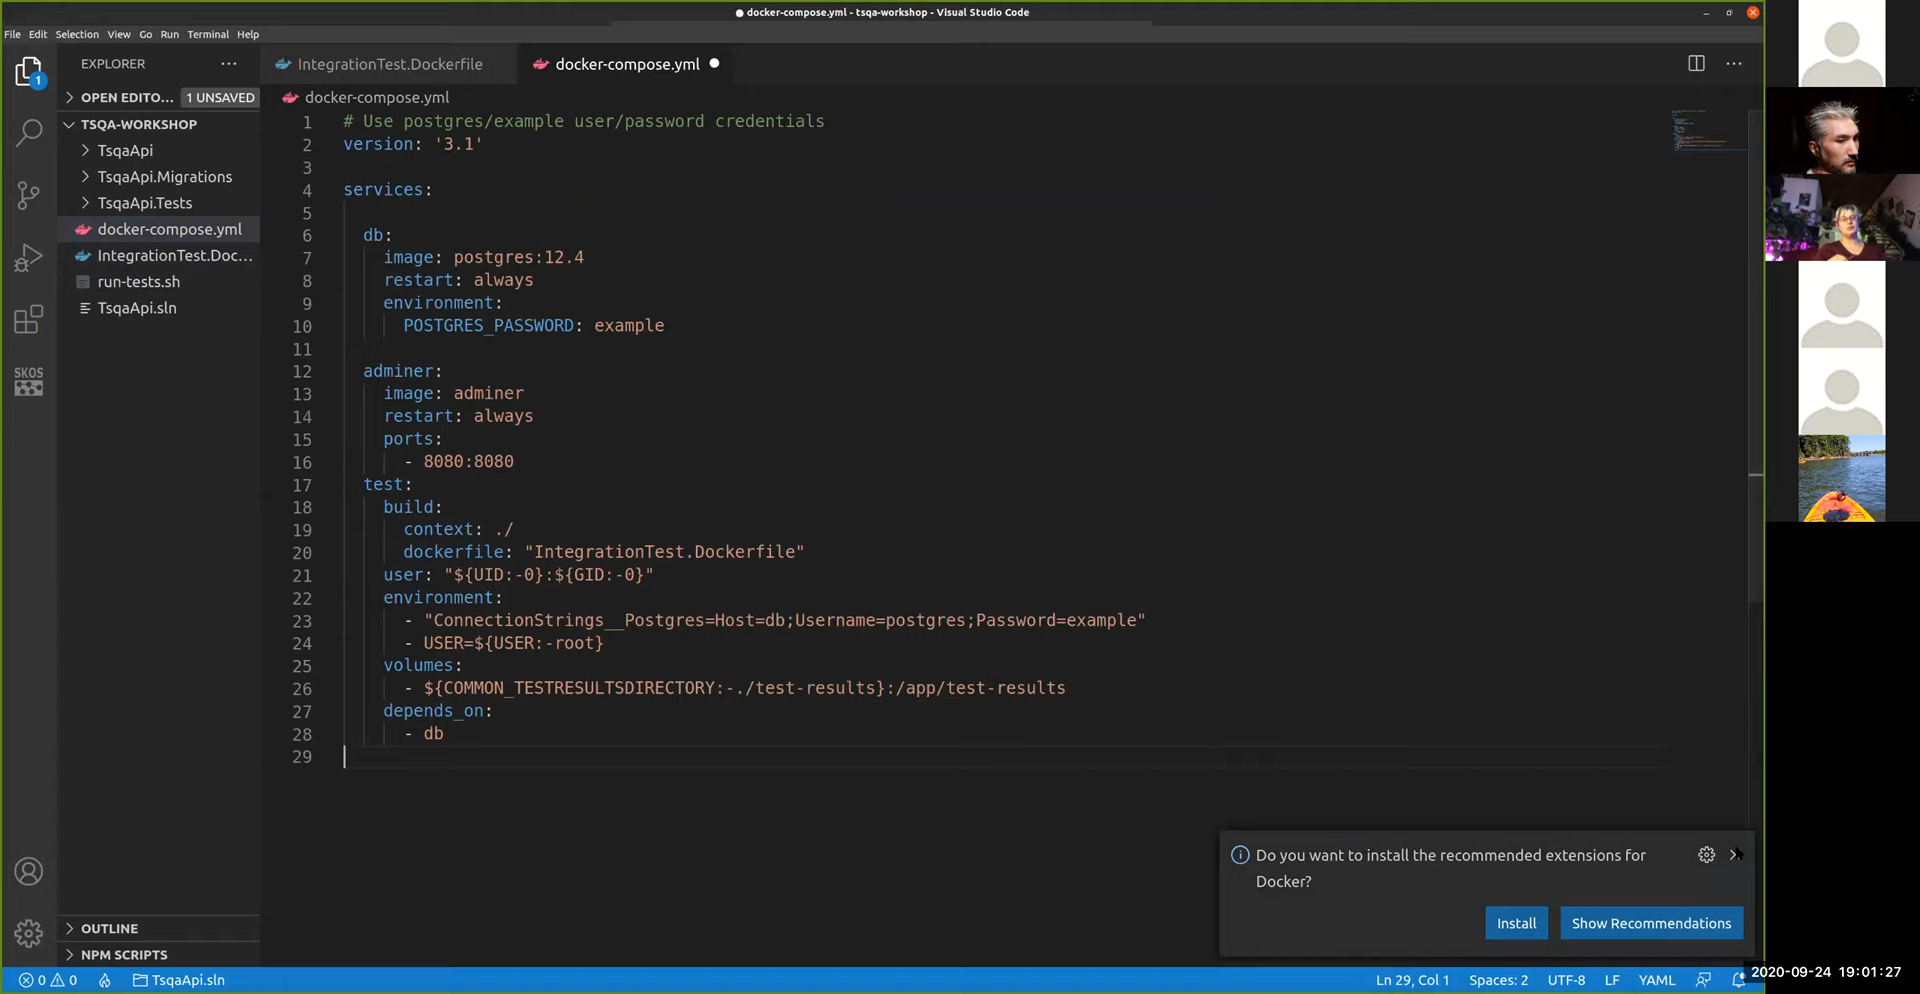 ● docker-compose.yml - tsqa-workshop - Visual Studio Code
File Edit Selection View Go Run Terminal Help
EXPLORER
OPEN EDITO... 1 UNSAVED
TSQA-WORKSHOP
TsqaApi
TsqaApi.Migrations
TsqaApi.Tests
docker-compose.yml
IntegrationTest.Doc...
run-tests.sh
TsqaApi.sln
OUTLINE
NPM SCRIPTS
1
SKOS
IntegrationTest.Dockerfile
docker-compose.yml
docker-compose.yml
1 # Use postgres/example user/password credentials
2 version: '3.1'
3
4 services:
5
6 db:
7 image: postgres:12.4
8 restart: always
9 environment:
10 POSTGRES_PASSWORD: example
11
12 adminer:
13 image: adminer
14 restart: always
15 ports:
16 - 8080:8080
17 test:
18 build:
19 context: ./
20 dockerfile: "IntegrationTest.Dockerfile"
21 user: "${UID:-0}:${GID:-0}"
22 environment:
23 - "ConnectionStrings__Postgres=Host=db;Username=postgres;Password=example"
24 - USER=${USER:-root}
25 volumes:
26 - ${COMMON_TESTRESULTSDIRECTORY:-./test-results}:/app/test-results
27 depends_on:
28 - db
29
Do you want to install the recommended extensions for
Docker?
Install
Show Recommendations
0 0 TsqaApi.sln
Ln 29, Col 1 Spaces: 2 UTF-8 LF YAML
2020-09-24 19:01:27